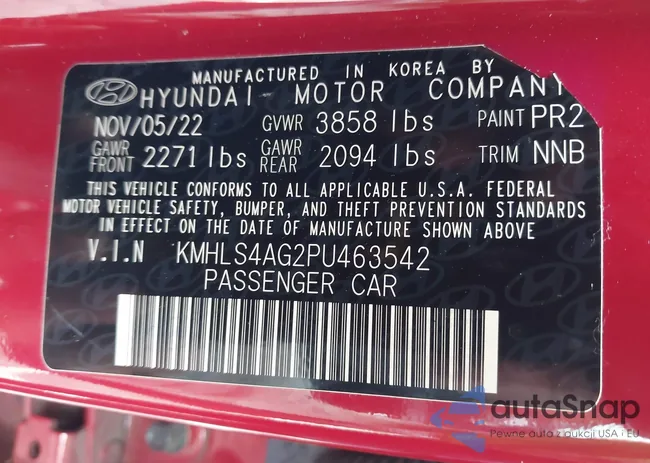 MANUFACTURED IN KOREA BY
HYUNDAI MOTOR COMPANY
NOV/05/22 GVWR 3858 lbs PAINT PR2
GAWR FRONT 2271 lbs GAWR REAR 2094 lbs TRIM NNB
THIS VEHICLE CONFORMS TO ALL APPLICABLE U.S.A. FEDERAL
MOTOR VEHICLE SAFETY, BUMPER, AND THEFT PREVENTION STANDARDS
IN EFFECT ON THE DATE OF MANUFACTURE SHOWN ABOVE
V.I.N KMHLS4AG2PU463542
PASSENGER CAR
autaSnap
Pewne auta z aukcji USA i EU